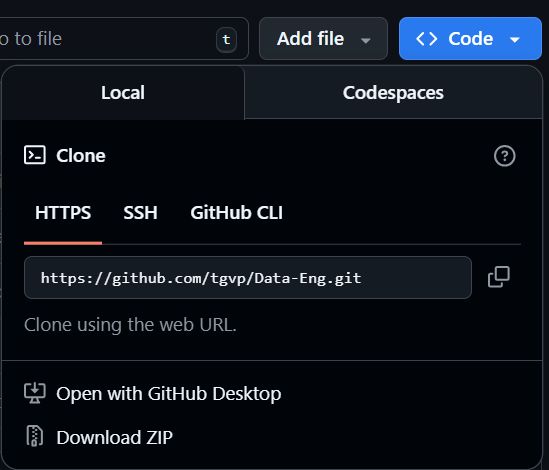 o to file t Add file Code
Local Codespaces
Clone
HTTPS SSH GitHub CLI
https://github.com/tgvp/Data-Eng.git
Clone using the web URL.
Open with GitHub Desktop
Download ZIP